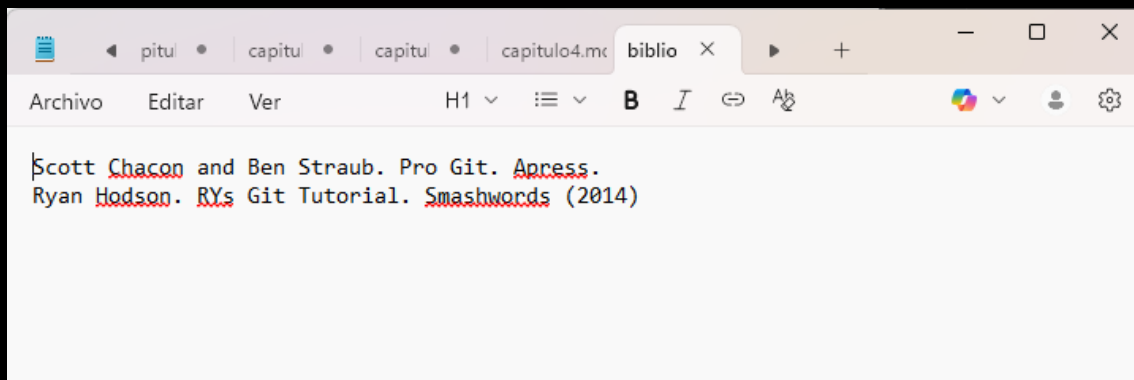 pitul capitul capitul capitulo4.mc biblio
Archivo Editar Ver H1 B I
Scott Chacon and Ben Straub. Pro Git. Apress.
Ryan Hodson. RYs Git Tutorial. Smashwords (2014)